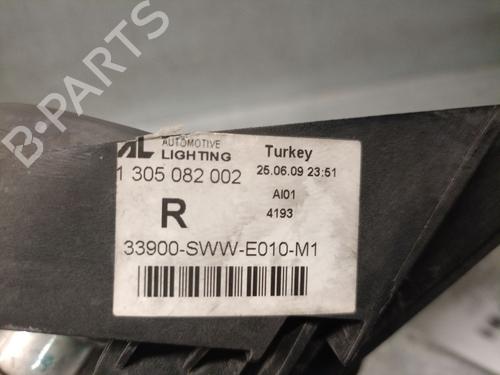 B-PARTS
AL AUTOMOTIVE LIGHTING
Turkey
1 305 082 002
25.06.09 23:51
R
AI01
4193
33900-SWW-E010-M1